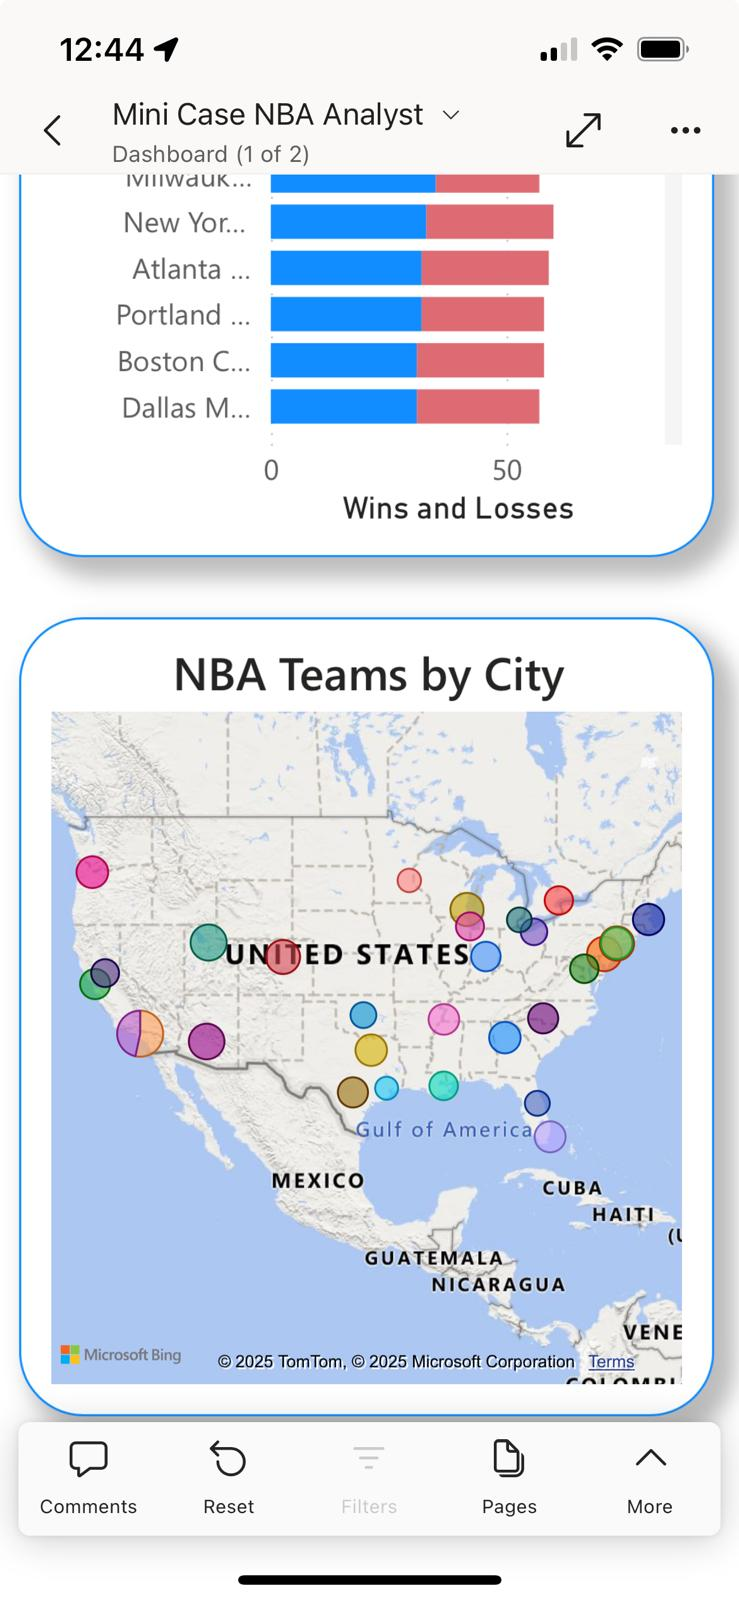 12:44
Mini Case NBA Analyst
Dashboard (1 of 2)
Milwauk...
New Yor...
Atlanta ...
Portland ...
Boston C...
Dallas M...
0 50
Wins and Losses
NBA Teams by City
UNITED STATES
Gulf of America
MEXICO
CUBA
HAITI
(U
GUATEMALA
NICARAGUA
VENE
Microsoft Bing
© 2025 TomTom, © 2025 Microsoft Corporation Terms
COLOMBI
Comments Reset Filters Pages More